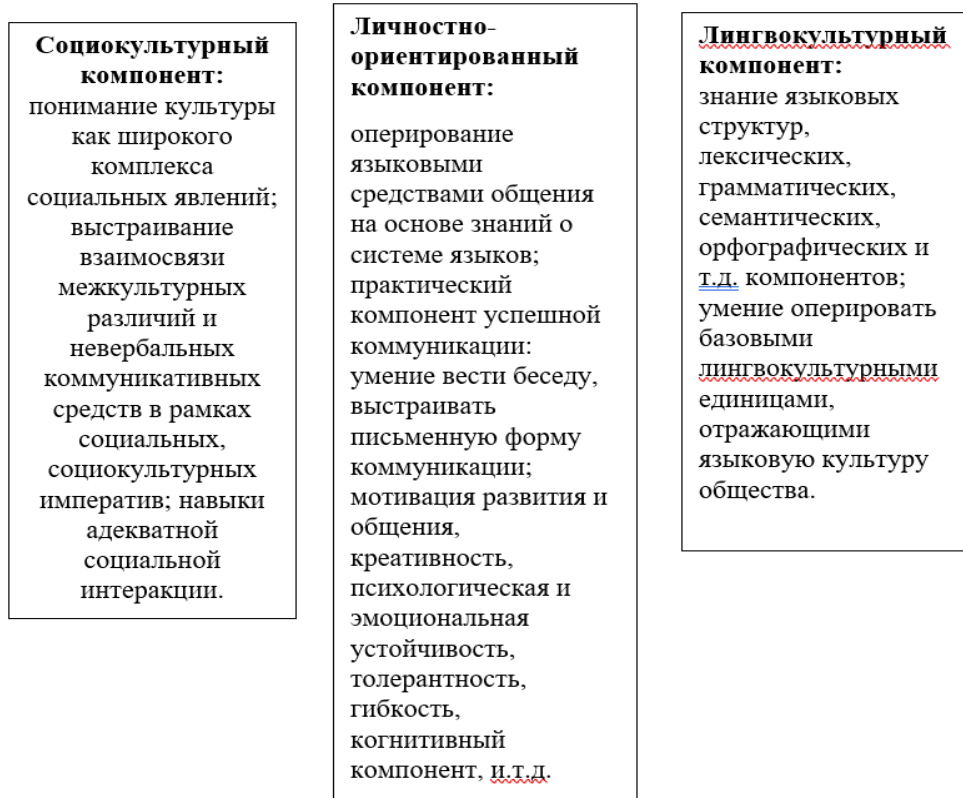 Социокультурный
компонент:
понимание культуры
как широкого
комплекса
социальных явлений;
выстраивание
взаимосвязи
межкультурных
различий и
невербальных
коммуникативных
средств в рамках
социальных,
социокультурных
императив; навыки
адекватной
социальной
интеракции.
Личностно-
ориентированный
компонент:
оперирование
языковыми
средствами общения
на основе знаний о
системе языков;
практический
компонент успешной
коммуникации:
умение вести беседу,
выстраивать
письменную форму
коммуникации;
мотивация развития и
общения,
креативность,
психологическая и
эмоциональная
устойчивость,
толерантность,
гибкость,
когнитивный
компонент, и.т.д.
Лингвокультурный
компонент:
знание языковых
структур,
лексических,
грамматических,
семантических,
орфографических и
т.д. компонентов;
умение оперировать
базовыми
лингвокультурными
единицами,
отражающими
языковую культуру
общества.